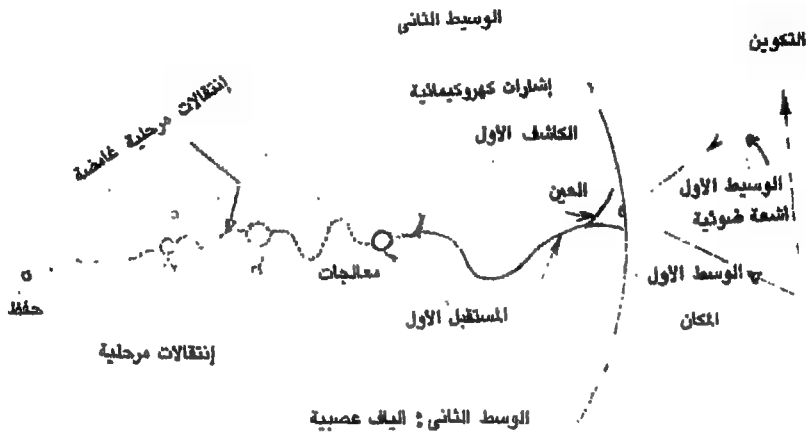 الوسيط الثانى
التكوين
إشارات كهروكيمائية
إنتقالات مرحلية غامضة
الكاشف الأول
الوسيط الأول
أشعة ضوئية
العين
معالجات
الوسط الأول
حفظ
المستقبل الأول
المكان
إنتقالات مرحلية
الوسط الثانى : الياف عصبية